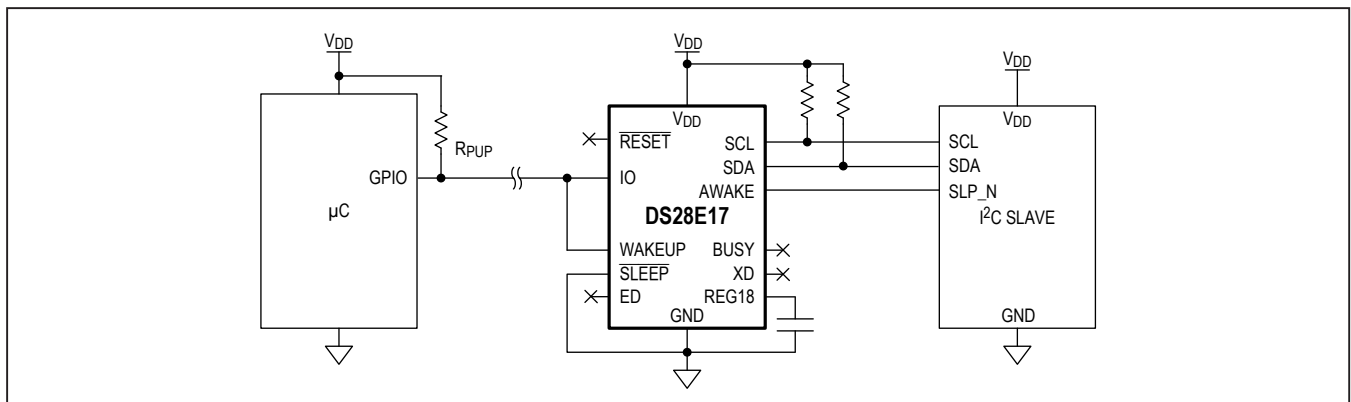 VDD
VDD
VDD
RPUP
GPIO
µC
VDD
RESET
IO
WAKEUP
SLEEP
ED
SCL
SDA
AWAKE
DS28E17
BUSY
XD
REG18
GND
VDD
SCL
SDA
SLP_N
I2C SLAVE
GND